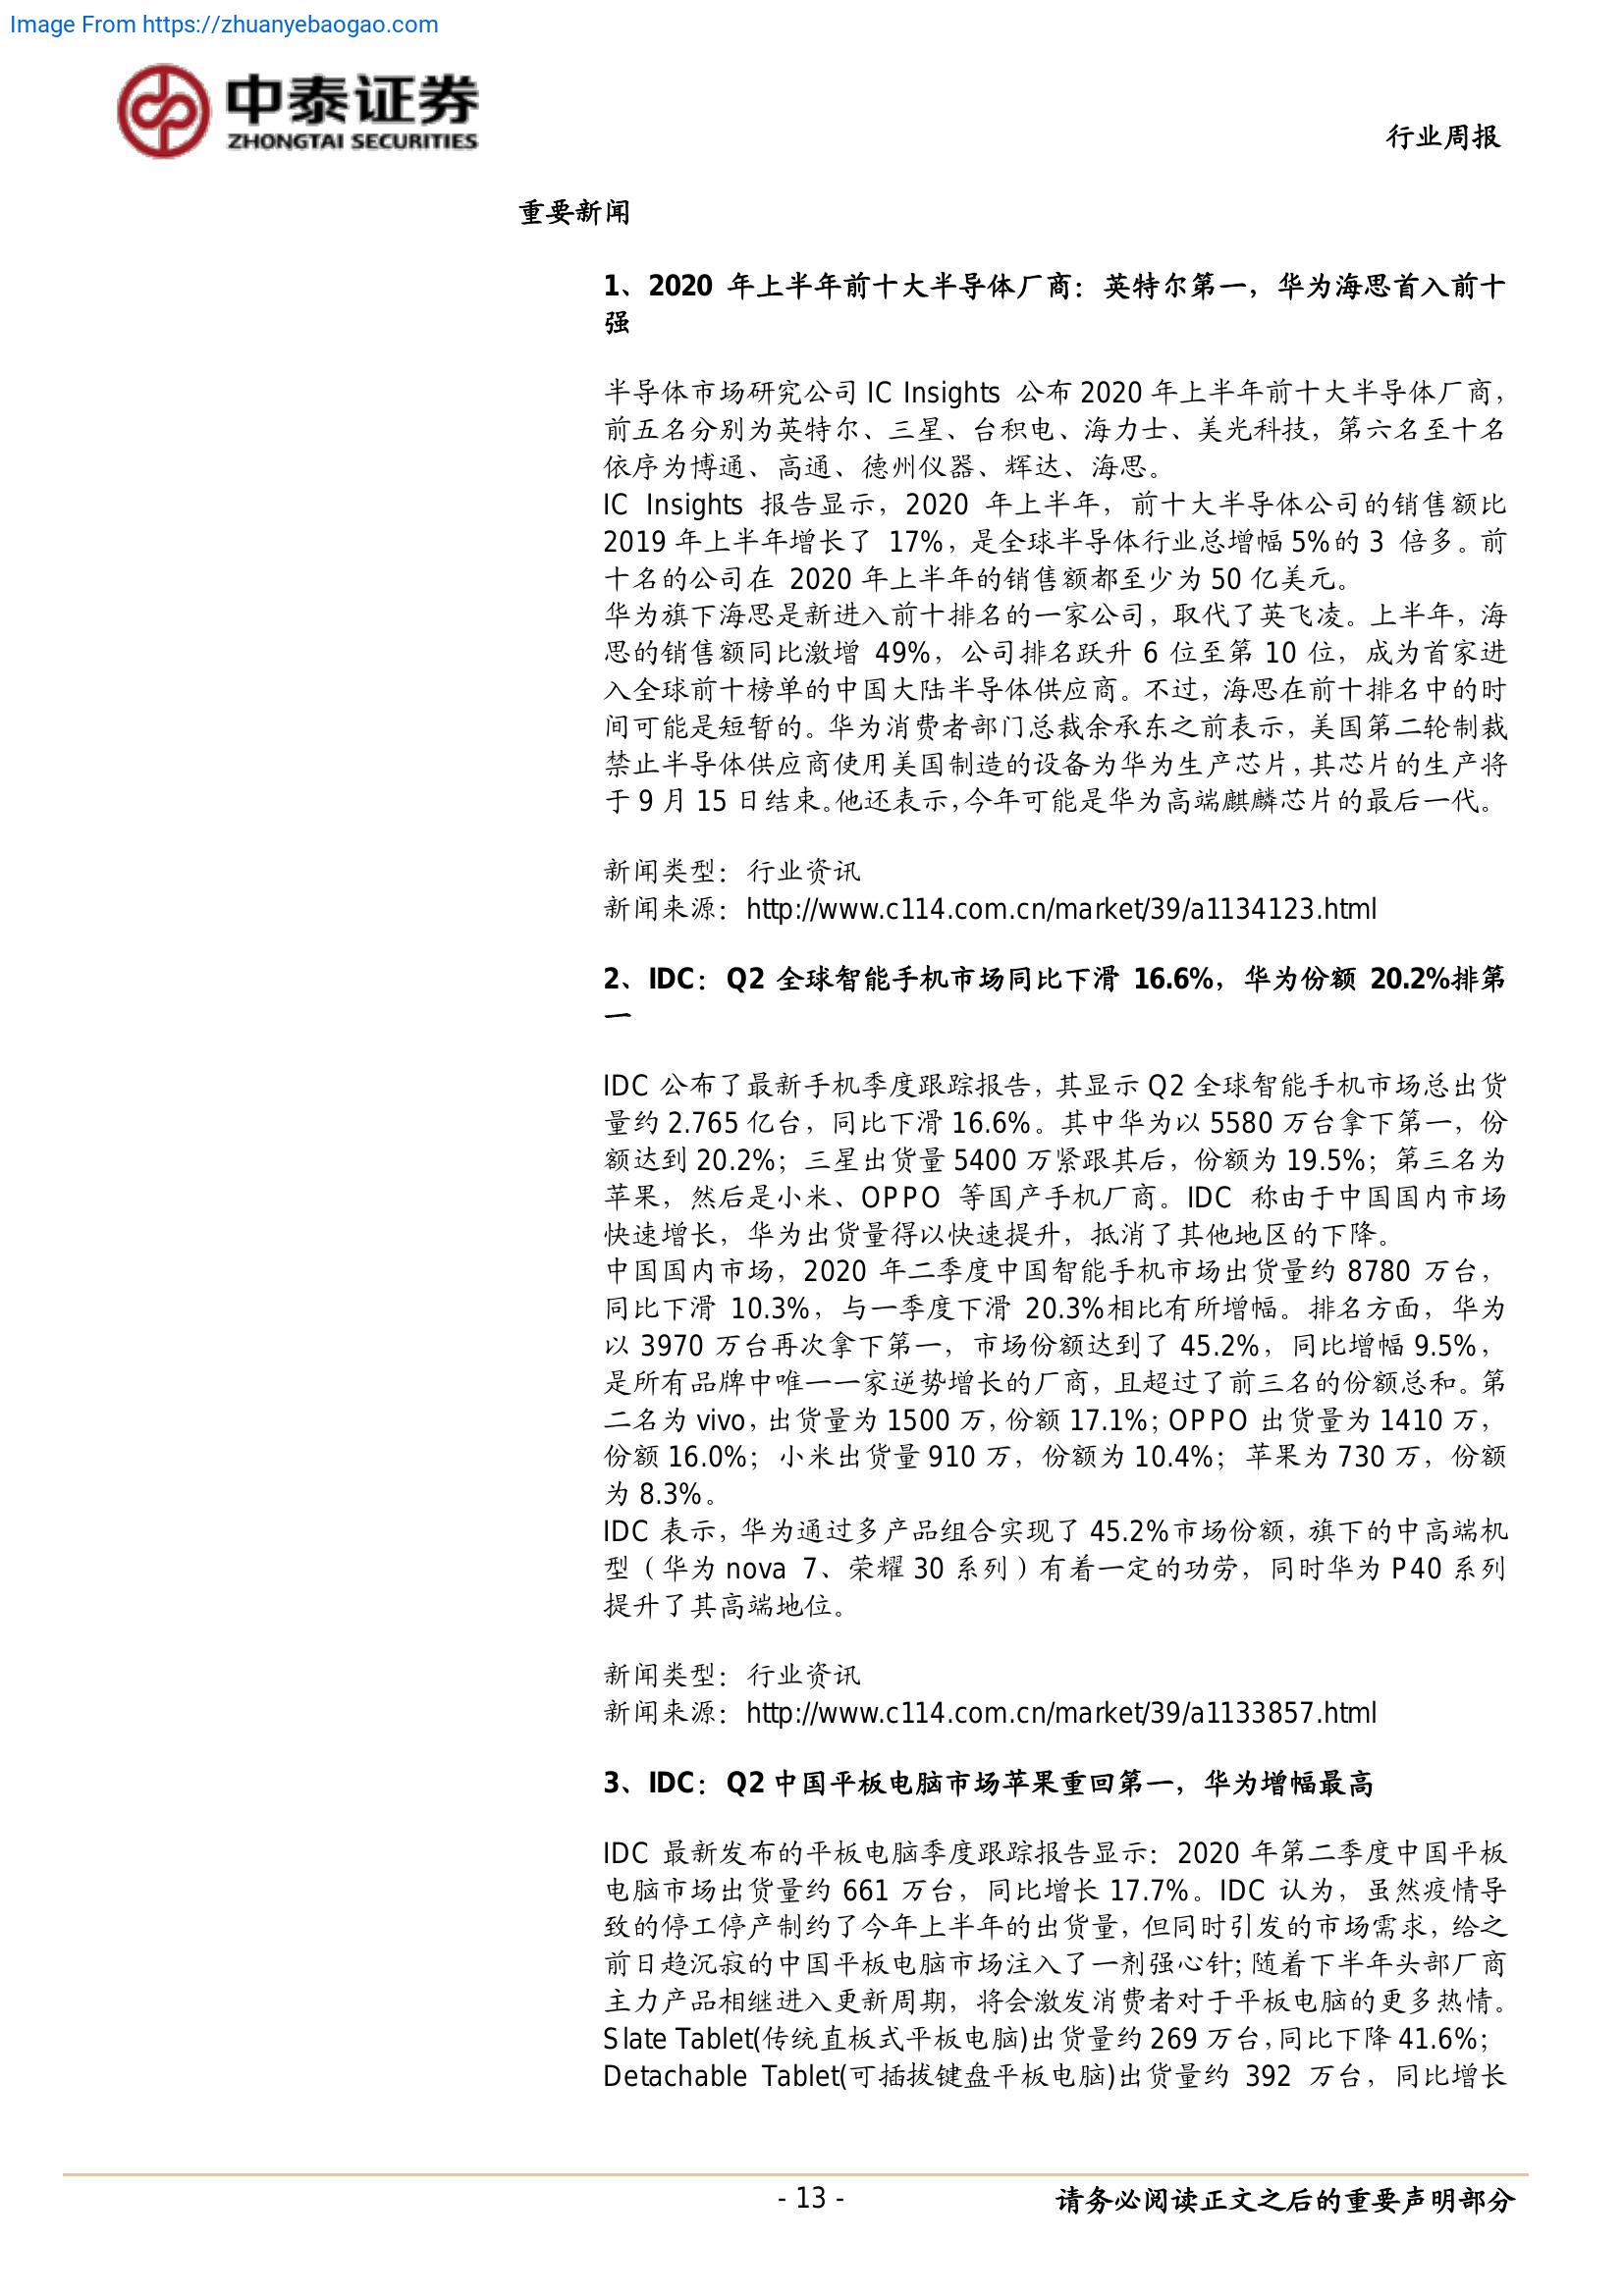 Image From https://zhuanyebaogao.com
中泰证券
ZHONGTAI SECURITIES
行业周报
重要新闻
1、2020 年上半年前十大半导体厂商：英特尔第一，华为海思首入前十
强
半导体市场研究公司 IC Insights 公布 2020 年上半年前十大半导体厂商，
前五名分别为英特尔、三星、台积电、海力士、美光科技，第六名至十名
依序为博通、高通、德州仪器、辉达、海思。
IC Insights 报告显示，2020 年上半年，前十大半导体公司的销售额比
2019 年上半年增长了 17%，是全球半导体行业总增幅 5%的 3 倍多。前
十名的公司在 2020 年上半年的销售额都至少为 50 亿美元。
华为旗下海思是新进入前十排名的一家公司，取代了英飞凌。上半年，海
思的销售额同比激增 49%，公司排名跃升 6 位至第 10 位，成为首家进
入全球前十榜单的中国大陆半导体供应商。不过，海思在前十排名中的时
间可能是短暂的。华为消费者部门总裁余承东之前表示，美国第二轮制裁
禁止半导体供应商使用美国制造的设备为华为生产芯片，其芯片的生产将
于 9 月 15 日结束。他还表示，今年可能是华为高端麒麟芯片的最后一代。
新闻类型：行业资讯
新闻来源：http://www.c114.com.cn/market/39/a1134123.html
2、IDC：Q2 全球智能手机市场同比下滑 16.6%，华为份额 20.2%排第
一
IDC 公布了最新手机季度跟踪报告，其显示 Q2 全球智能手机市场总出货
量约 2.765 亿台，同比下滑 16.6%。其中华为以 5580 万台拿下第一，份
额达到 20.2%；三星出货量 5400 万紧跟其后，份额为 19.5%；第三名为
苹果，然后是小米、OPPO 等国产手机厂商。IDC 称由于中国国内市场
快速增长，华为出货量得以快速提升，抵消了其他地区的下降。
中国国内市场，2020 年二季度中国智能手机市场出货量约 8780 万台，
同比下滑 10.3%，与一季度下滑 20.3%相比有所增幅。排名方面，华为
以 3970 万台再次拿下第一，市场份额达到了 45.2%，同比增幅 9.5%，
是所有品牌中唯一一家逆势增长的厂商，且超过了前三名的份额总和。第
二名为 vivo，出货量为 1500 万，份额 17.1%；OPPO 出货量为 1410 万，
份额 16.0%；小米出货量 910 万，份额为 10.4%；苹果为 730 万，份额
为 8.3%。
IDC 表示，华为通过多产品组合实现了 45.2%市场份额，旗下的中高端机
型（华为 nova 7、荣耀 30 系列）有着一定的功劳，同时华为 P40 系列
提升了其高端地位。
新闻类型：行业资讯
新闻来源：http://www.c114.com.cn/market/39/a1133857.html
3、IDC：Q2 中国平板电脑市场苹果重回第一，华为增幅最高
IDC 最新发布的平板电脑季度跟踪报告显示：2020 年第二季度中国平板
电脑市场出货量约 661 万台，同比增长 17.7%。IDC 认为，虽然疫情导
致的停工停产制约了今年上半年的出货量，但同时引发的市场需求，给之
前日趋沉寂的中国平板电脑市场注入了一剂强心针；随着下半年头部厂商
主力产品相继进入更新周期，将会激发消费者对于平板电脑的更多热情。
Slate Tablet(传统直板式平板电脑)出货量约 269 万台，同比下降 41.6%；
Detachable Tablet(可插拔键盘平板电脑)出货量约 392 万台，同比增长
- 13 -
请务必阅读正文之后的重要声明部分